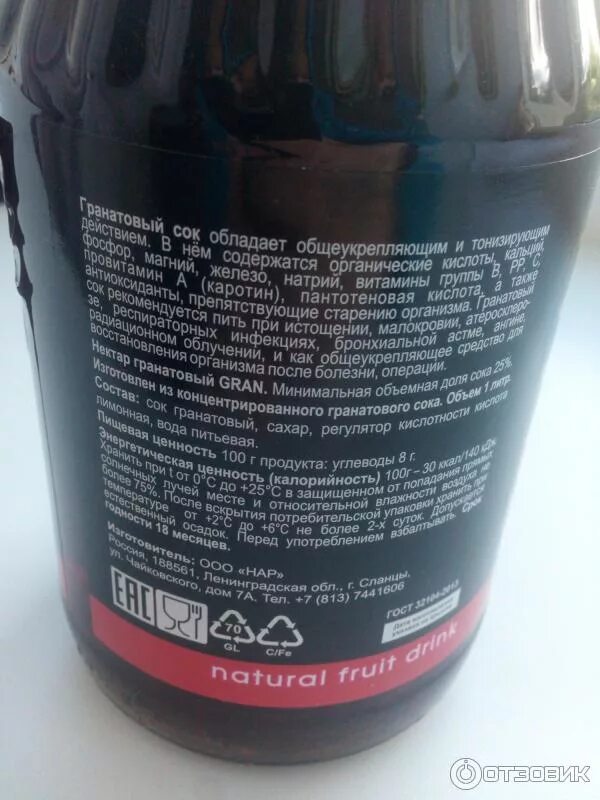 Гранатовый сок обладает общеукрепляющим и тонизирующим
действием. В нём содержатся органические кислоты, кальций,
фосфор, магний, железо, натрий, витамины группы В, РР, С,
провитамин А (каротин), пантотеновая кислота, а также
антиоксиданты, препятствующие старению организма. Гранатовый
сок рекомендуется пить при истощении, малокровии, атеросклеро-
зе, респираторных инфекциях, бронхиальной астме, ангине,
радиационном облучении, и как общеукрепляющее средство для
восстановления организма после болезни, операции.
Нектар гранатовый GRAN. Минимальная объемная доля сока 25%.
Изготовлен из концентрированного гранатового сока. Объем 1 литр.
Состав: сок гранатовый, сахар, регулятор кислотности кислота
лимонная, вода питьевая.
Пищевая ценность 100 г продукта: углеводы 8 г.
Энергетическая ценность (калорийность) 100г – 30 ккал/140 кДж.
Хранить при t от 0°С до +25°С в защищенном от попадания прямых
солнечных лучей месте и относительной влажности воздуха не
более 75%. После вскрытия потребительской упаковки хранить при
температуре от +2°С до +6°С не более 2-х суток. Допускается
естественный осадок. Перед употреблением взбалтывать. Срок
годности 18 месяцев.
Изготовитель: ООО «НАР»
Россия, 188561, Ленинградская обл., г. Сланцы,
ул. Чайковского, дом 7А. Тел. +7 (813) 7441606
ГОСТ 32104-2013
Дата изготовления
EAC
70
GL
C/Fe
natural fruit drink
ОТЗОВИК